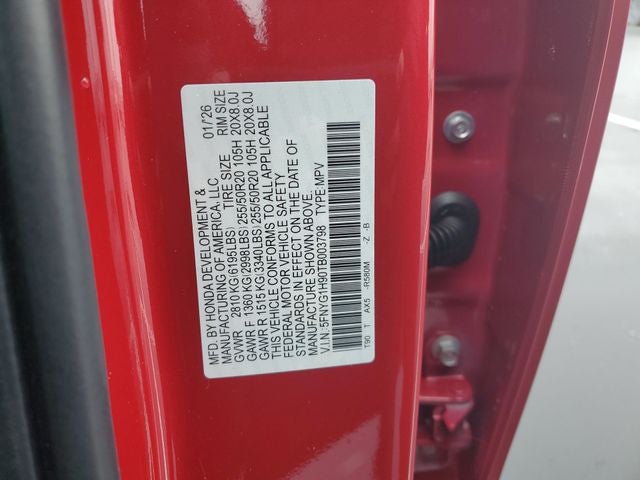 MFD. BY HONDA DEVELOPMENT & 01/26
MANUFACTURING OF AMERICA, LLC
GVWR 2810 KG(6195LBS) TIRE SIZE RIM SIZE
GAWR F 1360 KG(2998LBS) 255/50R20 105H 20X8.0J
GAWR R 1515 KG(3340LBS) 255/50R20 105H 20X8.0J
THIS VEHICLE CONFORMS TO ALL APPLICABLE
FEDERAL MOTOR VEHICLE SAFETY
STANDARDS IN EFFECT ON THE DATE OF
MANUFACTURE SHOWN ABOVE.
V.I.N.:5FNYG1H90TB003798 TYPE:MPV
T90 T AX5 -R580M -Z -B